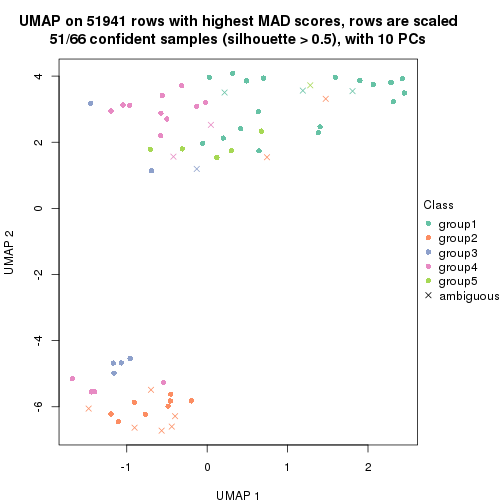 UMAP on 51941 rows with highest MAD scores, rows are scaled
51/66 confident samples (silhouette > 0.5), with 10 PCs
4
2
0
-2
-4
-6
UMAP 2
-1
0
1
2
UMAP 1
Class
group1
group2
group3
group4
group5
ambiguous